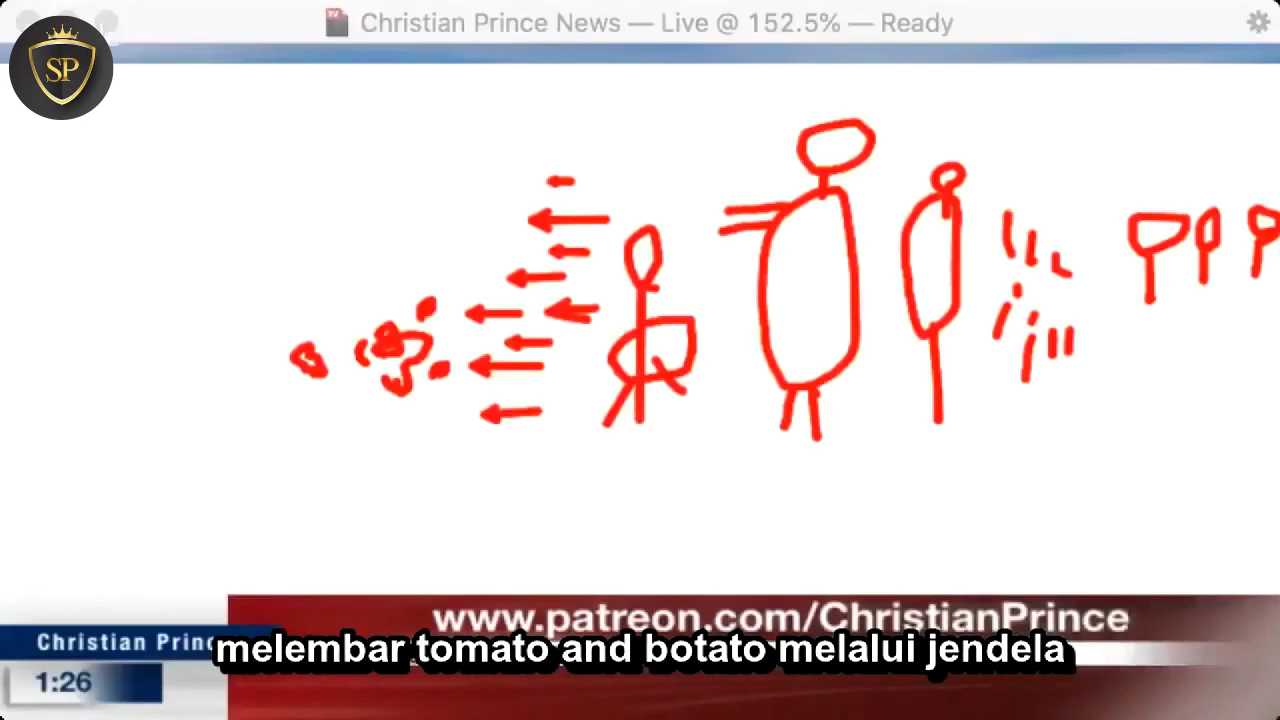 Christian Prince News — Live @ 152.5% — Ready
SP
www.patreon.com/ChristianPrince
Christian Princ
melembar tomato and botato melalui jendela
1:26